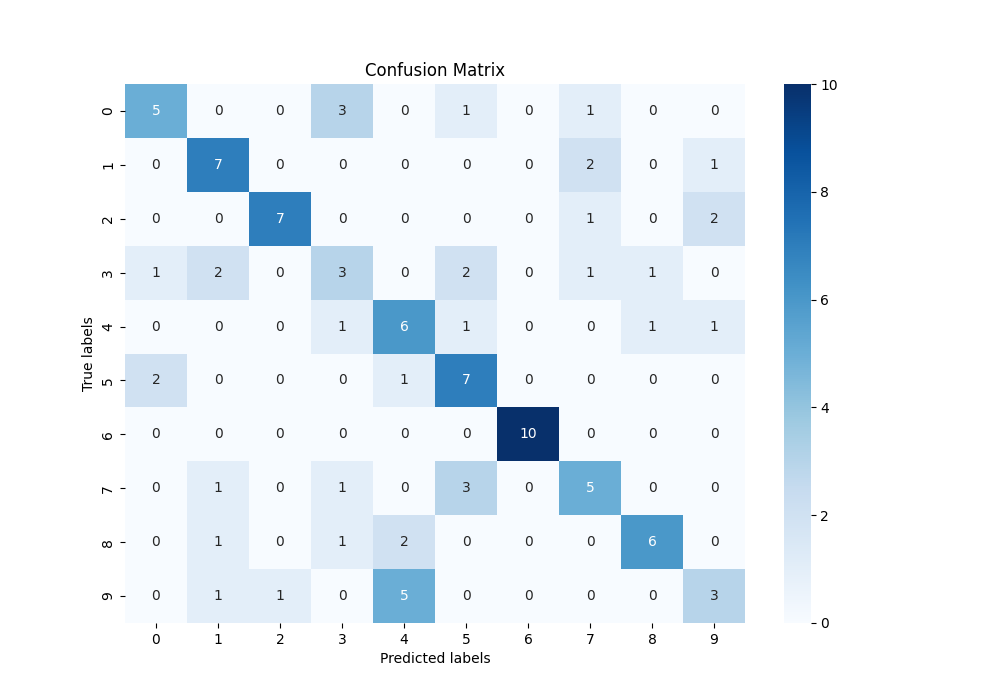 Confusion Matrix
True labels
0 5 0 0 3 0 1 0 1 0 0
1 0 7 0 0 0 0 0 2 0 1
2 0 0 7 0 0 0 0 1 0 2
3 1 2 0 3 0 2 0 1 1 0
4 0 0 0 1 6 1 0 0 1 1
5 2 0 0 0 1 7 0 0 0 0
6 0 0 0 0 0 0 10 0 0 0
7 0 1 0 1 0 3 0 5 0 0
8 0 1 0 1 2 0 0 0 6 0
9 0 1 1 0 5 0 0 0 0 3
0 1 2 3 4 5 6 7 8 9
Predicted labels
10
8
6
4
2
0